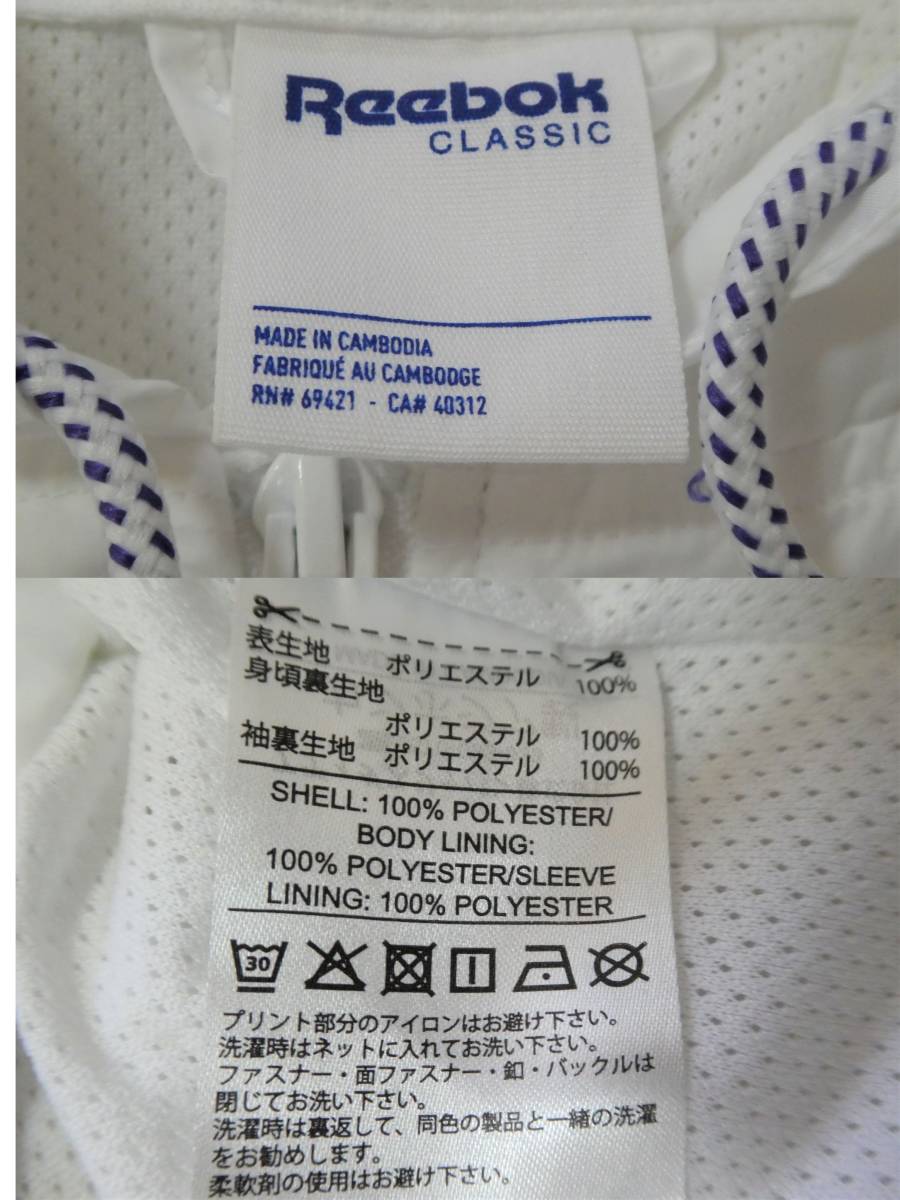 Reebok
CLASSIC
MADE IN CAMBODIA
FABRIQUÉ AU CAMBODGE
RN# 69421 - CA# 40312
表生地 ポリエステル 100%
身頃裏生地
ポリエステル 100%
袖裏生地 ポリエステル 100%
SHELL: 100% POLYESTER/
BODY LINING:
100% POLYESTER/SLEEVE
LINING: 100% POLYESTER
30
プリント部分のアイロンはお避け下さい。
洗濯時はネットに入れてお洗い下さい。
ファスナー・面ファスナー・釦・バックルは
閉じてお洗い下さい。
洗濯時は裏返して、同色の製品と一緒の洗濯
をお勧めします。
柔軟剤の使用はお避け下さい。